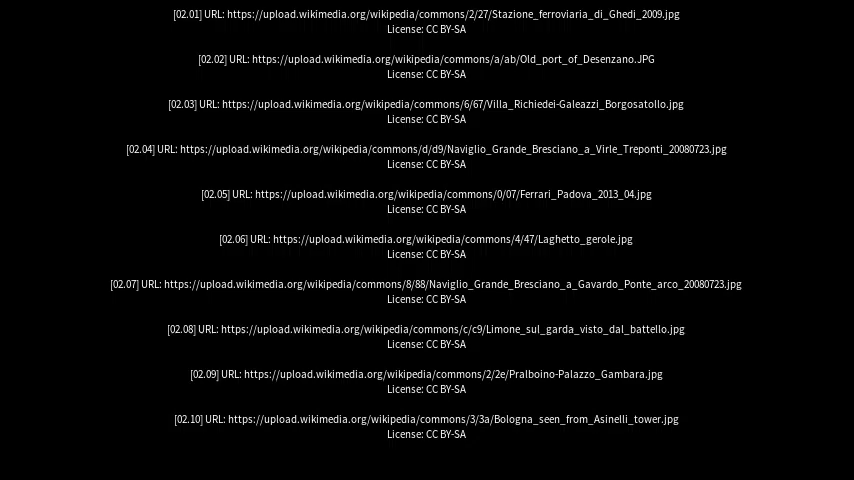 [02.01] URL: https://upload.wikimedia.org/wikipedia/commons/2/27/Stazione_ferroviaria_di_Ghedi_2009.jpg
License: CC BY-SA
[02.02] URL: https://upload.wikimedia.org/wikipedia/commons/a/ab/Old_port_of_Desenzano.JPG
License: CC BY-SA
[02.03] URL: https://upload.wikimedia.org/wikipedia/commons/6/67/Villa_Richiedei-Galeazzi_Borgosatollo.jpg
License: CC BY-SA
[02.04] URL: https://upload.wikimedia.org/wikipedia/commons/d/d9/Naviglio_Grande_Bresciano_a_Virle_Treponti_20080723.jpg
License: CC BY-SA
[02.05] URL: https://upload.wikimedia.org/wikipedia/commons/0/07/Ferrari_Padova_2013_04.jpg
License: CC BY-SA
[02.06] URL: https://upload.wikimedia.org/wikipedia/commons/4/47/Laghetto_gerole.jpg
License: CC BY-SA
[02.07] URL: https://upload.wikimedia.org/wikipedia/commons/8/88/Naviglio_Grande_Bresciano_a_Gavardo_Ponte_arco_20080723.jpg
License: CC BY-SA
[02.08] URL: https://upload.wikimedia.org/wikipedia/commons/c/c9/Limone_sul_garda_visto_dal_battello.jpg
License: CC BY-SA
[02.09] URL: https://upload.wikimedia.org/wikipedia/commons/2/2e/Pralboino-Palazzo_Gambara.jpg
License: CC BY-SA
[02.10] URL: https://upload.wikimedia.org/wikipedia/commons/3/3a/Bologna_seen_from_Asinelli_tower.jpg
License: CC BY-SA